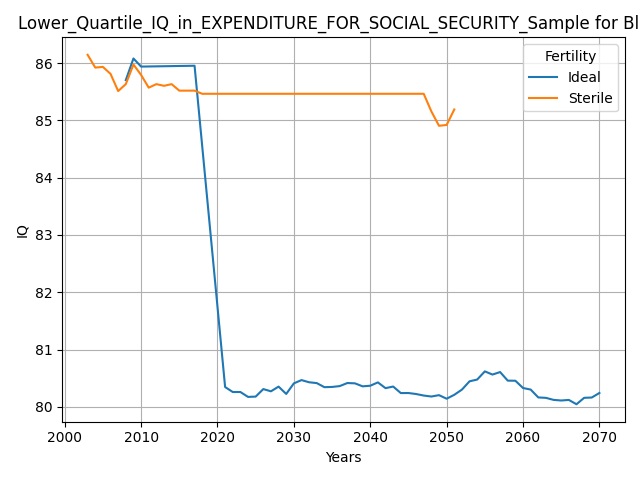 Lower_Quartile_IQ_in_EXPENDITURE_FOR_SOCIAL_SECURITY_Sample for Bl
86
85
84
83
82
81
80
IQ
Fertility
Ideal
Sterile
2000 2010 2020 2030 2040 2050 2060 2070
Years